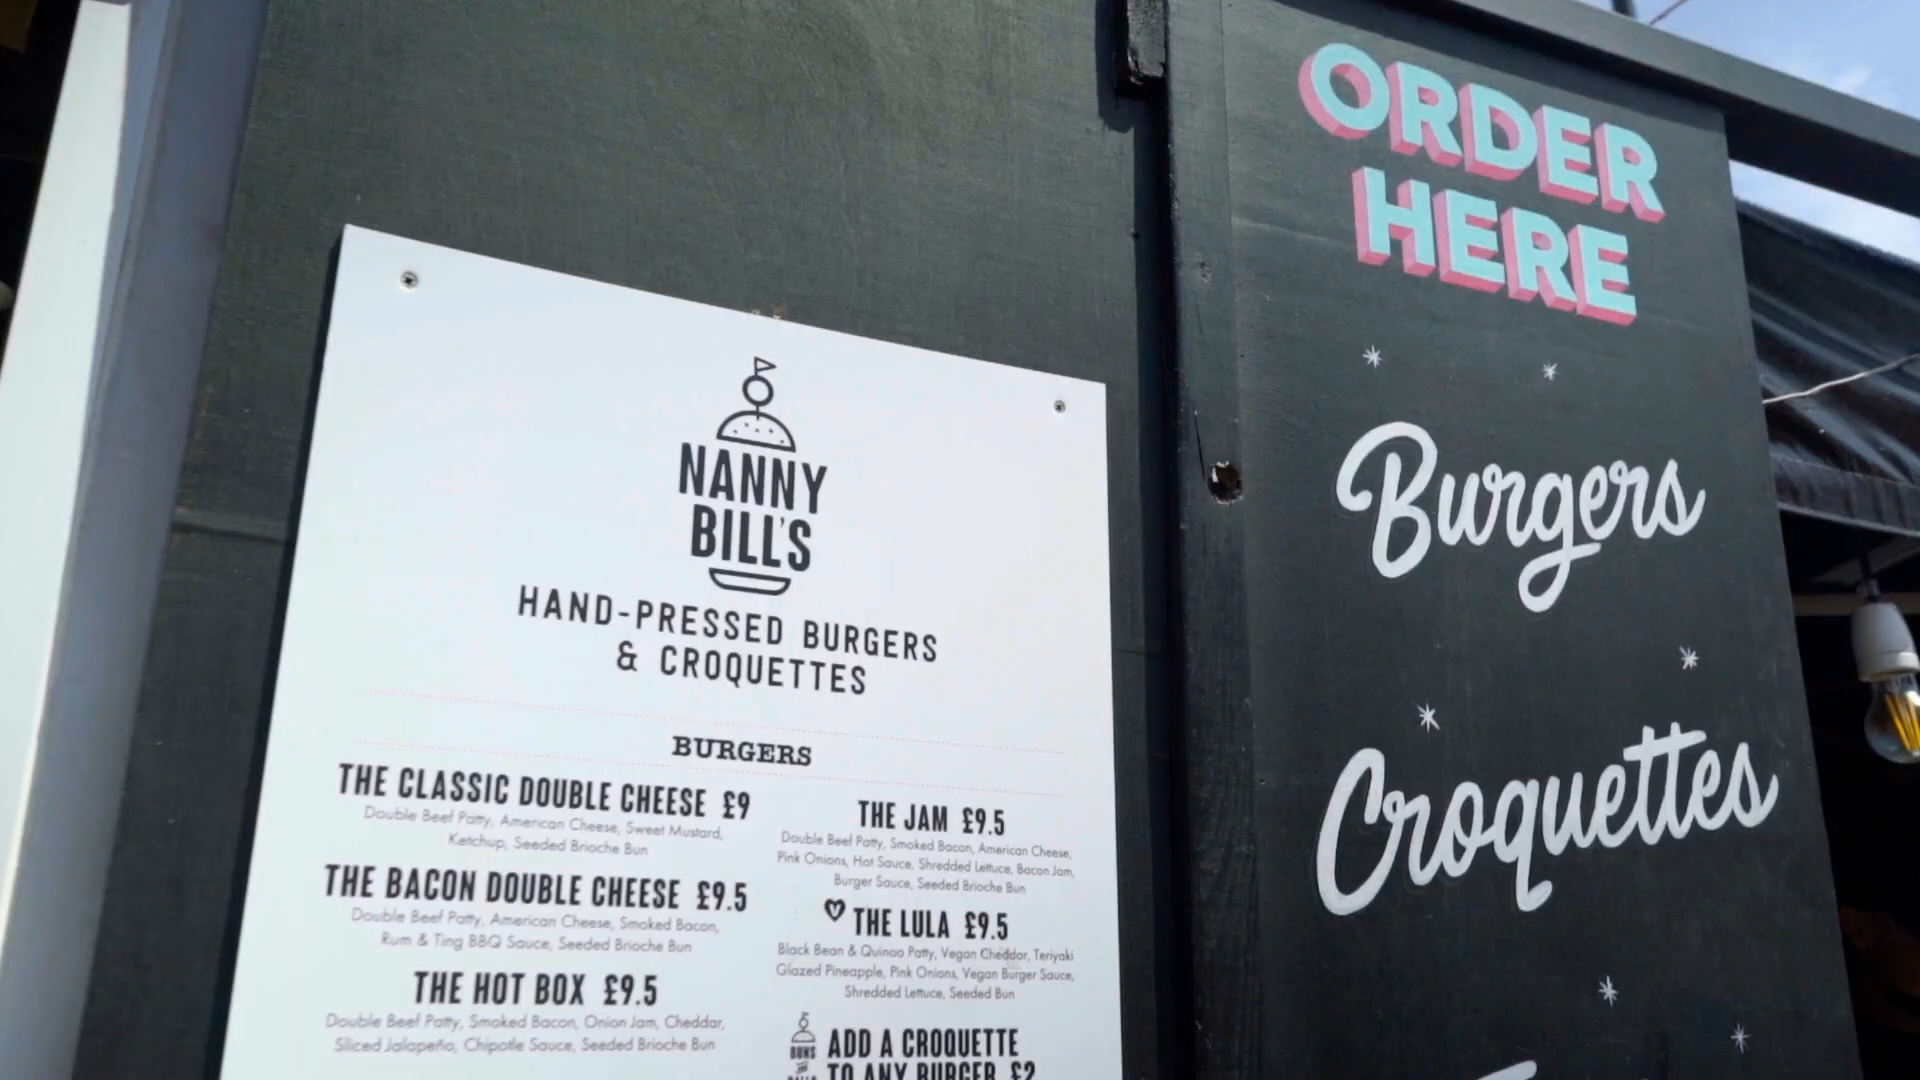 NANNY
BILL'S
HAND-PRESSED BURGERS
& CROQUETTES
BURGERS
THE CLASSIC DOUBLE CHEESE £9
Double Beef Patty, American Cheese, Sweet Mustard,
Ketchup, Seeded Brioche Bun
THE BACON DOUBLE CHEESE £9.5
Double Beef Patty, American Cheese, Smoked Bacon,
Rum & Ting BBQ Sauce, Seeded Brioche Bun
THE HOT BOX £9.5
Double Beef Patty, Smoked Bacon, Onion Jam, Cheddar,
Sliced Jalapeño, Chipotle Sauce, Seeded Brioche Bun
THE JAM £9.5
Double Beef Patty, Smoked Bacon, American Cheese,
Pink Onions, Hot Sauce, Shredded Lettuce, Bacon Jam,
Burger Sauce, Seeded Brioche Bun
THE LULA £9.5
Black Bean & Quinoa Patty, Vegan Cheddar, Teriyaki
Glazed Pineapple, Pink Onions, Vegan Burger Sauce,
Shredded Lettuce, Seeded Bun
BUNS
ADD A CROQUETTE
TO ANY BURGER £2
ORDER
HERE
Burgers
Croquettes